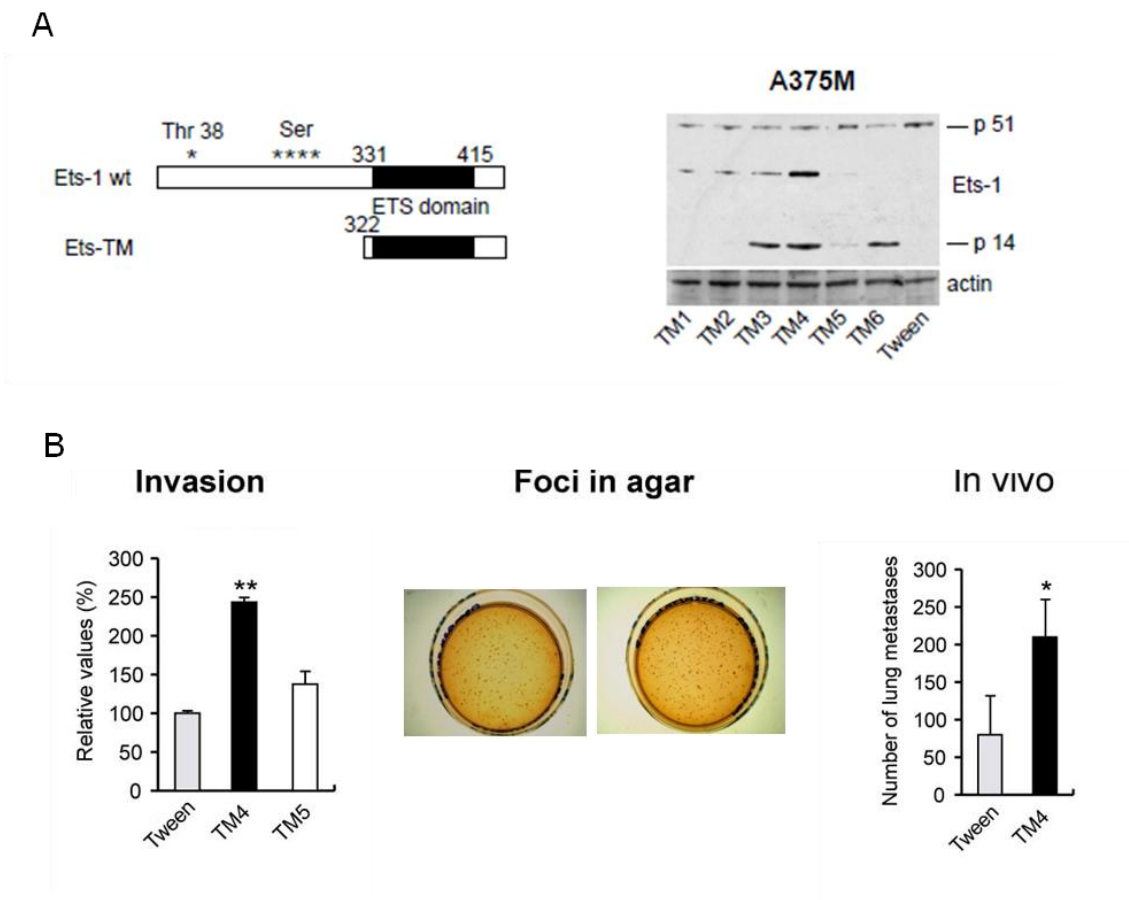 A
A375M
Thr 38 Ser
* **** 331 415
Ets-1 wt
ETS domain
322
Ets-TM
p 51
Ets-1
p 14
actin
TM1 TM2 TM3 TM4 TM5 TM6 Tween
B
Invasion
Relative values (%)
300
250
200
150
100
50
0
**
Tween TM4 TM5
Foci in agar
In vivo
Number of lung metastases
300
250
200
150
100
50
0
*
Tween TM4